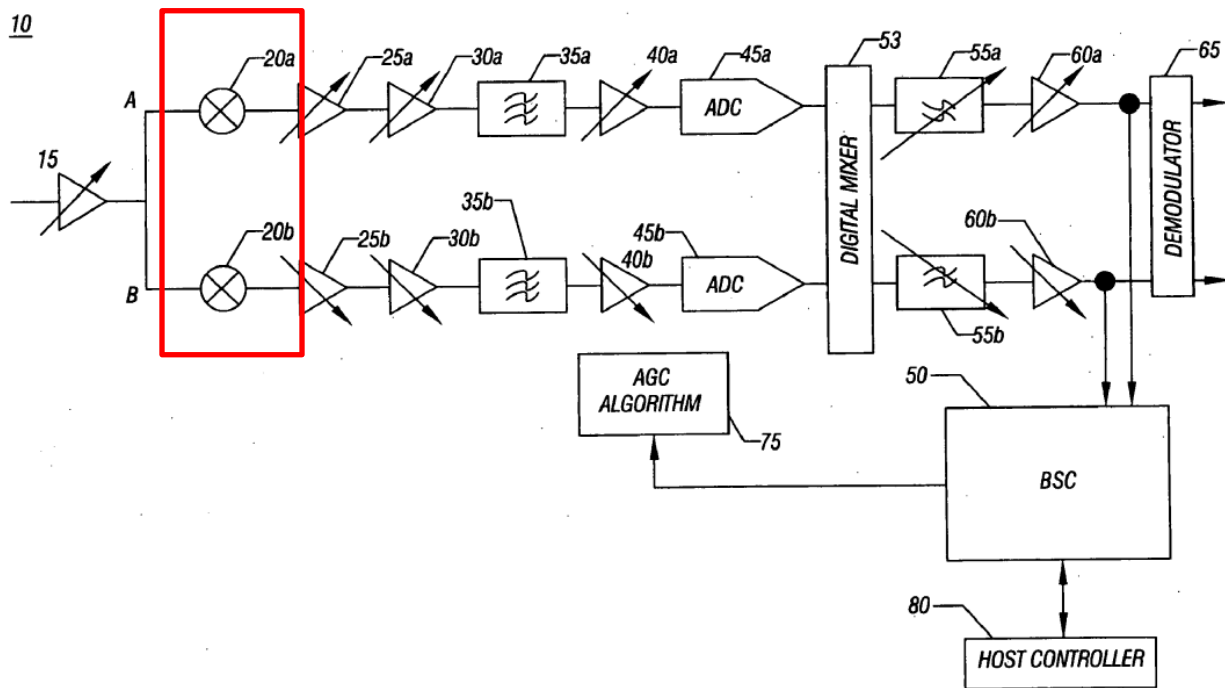 10
20a
25a
30a
35a
40a
45a
53
55a
60a
65
A
ADC
15
DIGITAL MIXER
DEMODULATOR
35b
20b
25b
30b
45b
40b
60b
B
ADC
55b
AGC
ALGORITHM
75
50
BSC
80
HOST CONTROLLER